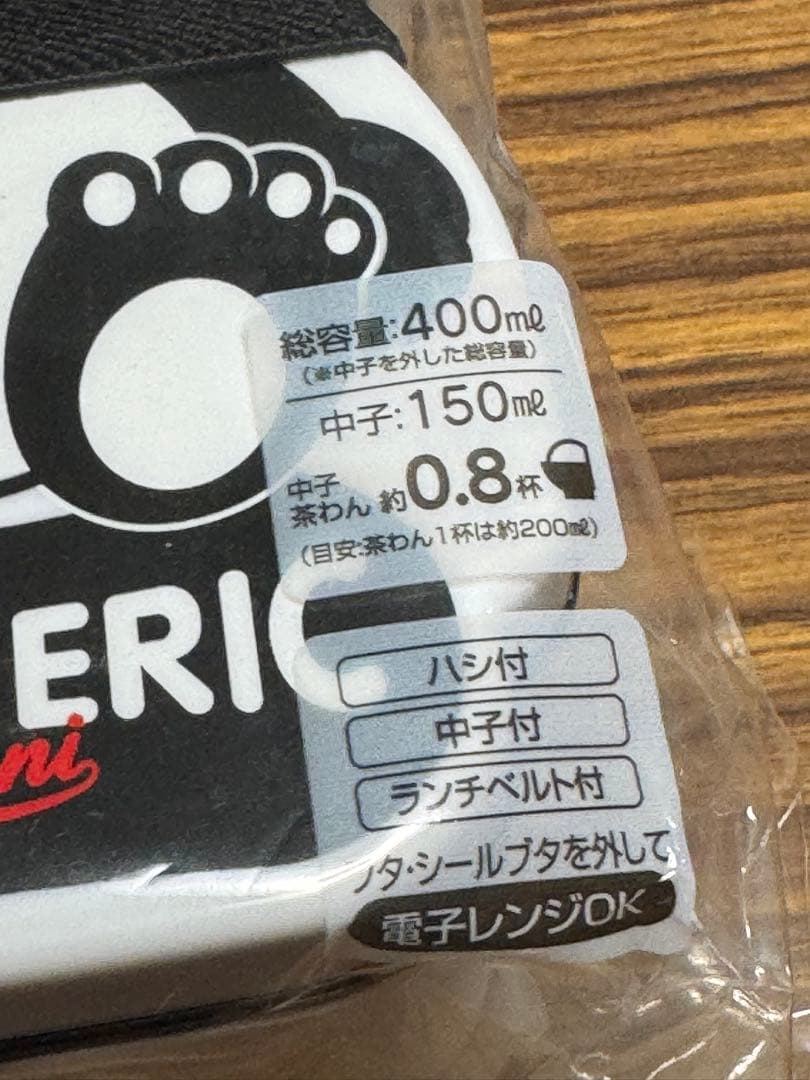 総容量:400mℓ
(※中子を外した総容量)
中子:150mℓ
中子
茶わん 約0.8杯
(目安:茶わん1杯は約200mℓ)
ERIC
ni
ハシ付
中子付
ランチベルト付
フタ・シールブタを外して
電子レンジOK